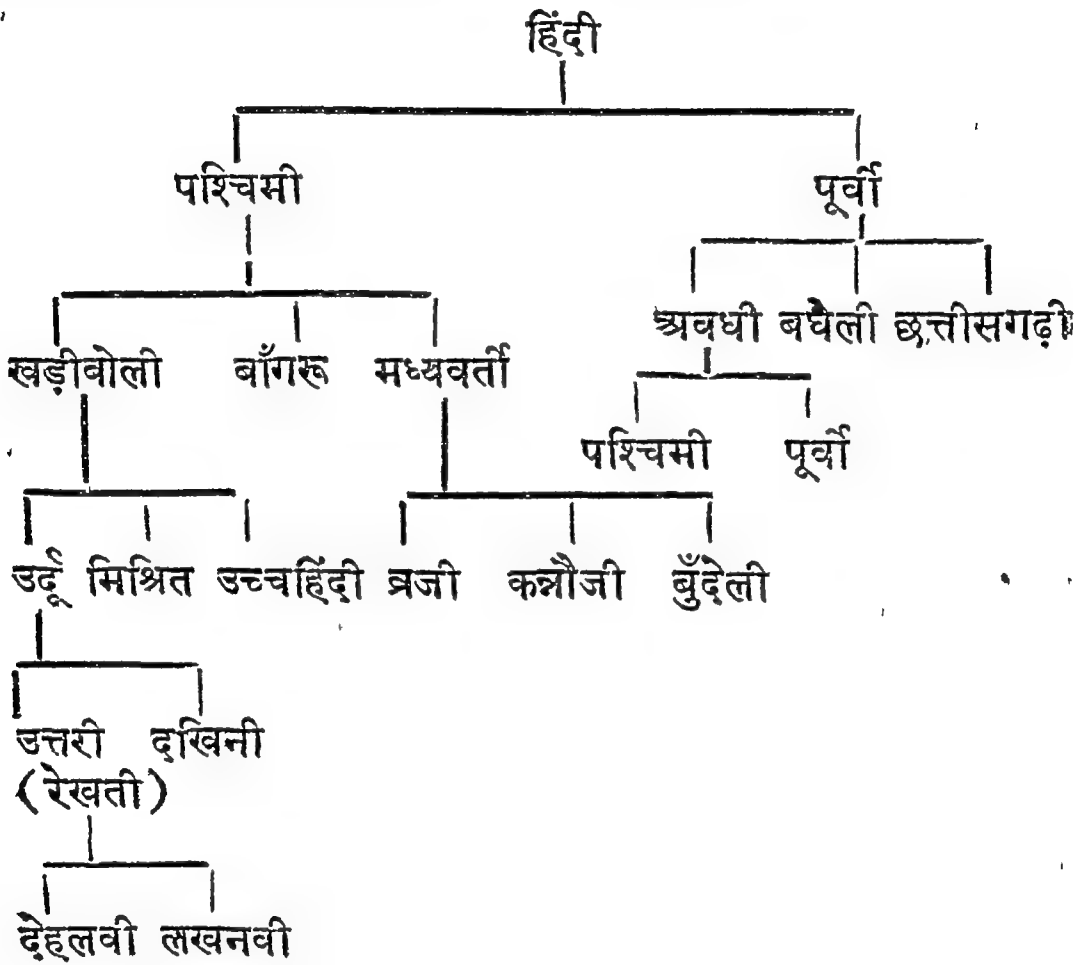 हिंदी
पश्चिमी पूर्वी
अवधी बघेली छत्तीसगढ़ी
खड़ीबोली बाँगरू मध्यवर्ती
पश्चिमी पूर्वी
उर्दू मिश्रित उच्चहिंदी व्रजी कन्नौजी बुँदेली
उत्तरी दखिनी
(रेखती)
देहलवी लखनवी